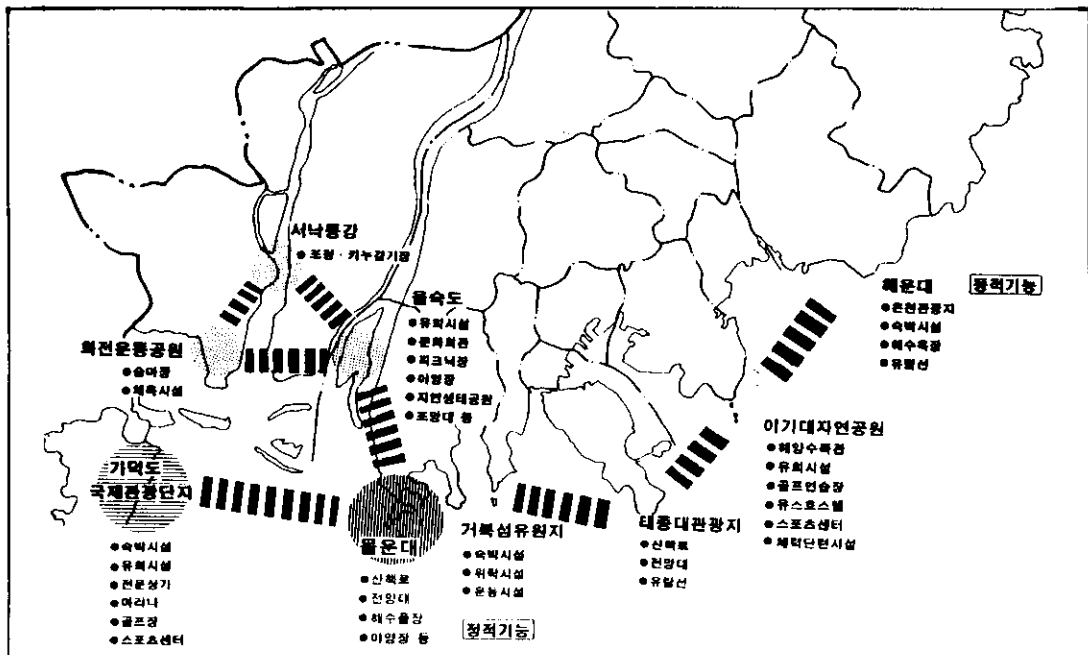 서낙동강
● 조정 · 카누경기장
을숙도
● 유희시설
● 문화회관
● 피크닉장
● 야영장
● 자연생태공원
● 조망대 등
해운대
동적기능
● 온천관광지
● 숙박시설
● 해수욕장
● 유람선
화전운동공원
● 승마장
● 체육시설
이기대자연공원
● 해양수족관
● 유희시설
● 골프연습장
● 유스호스텔
● 스포츠센터
● 체력단련시설
가덕도
국제관광단지
● 숙박시설
● 유희시설
● 전문상가
● 마리나
● 골프장
● 스포츠센터
몰운대
● 산책로
● 전망대
● 해수풀장
● 야영장 등
거북섬유원지
● 숙박시설
● 위락시설
● 운동시설
정적기능
태종대관광지
● 산책로
● 전망대
● 유람선